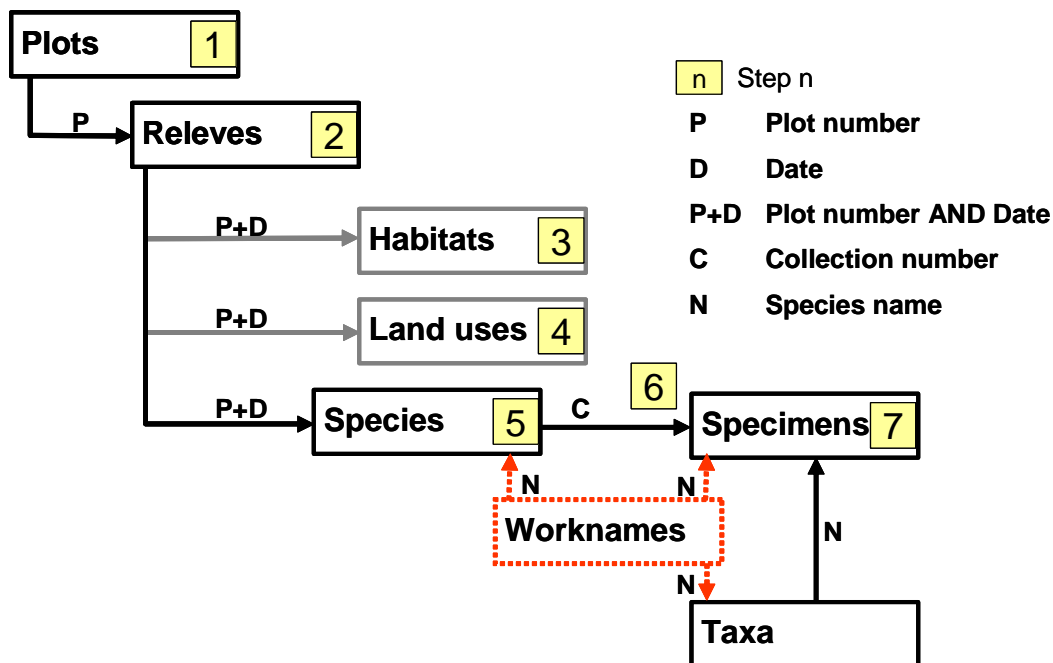 Plots 1
P
Releves 2
P+D
Habitats 3
P+D
Land uses 4
P+D
Species 5
C
6
Specimens 7
N
N
Worknames
N
N
Taxa
n Step n
P Plot number
D Date
P+D Plot number AND Date
C Collection number
N Species name